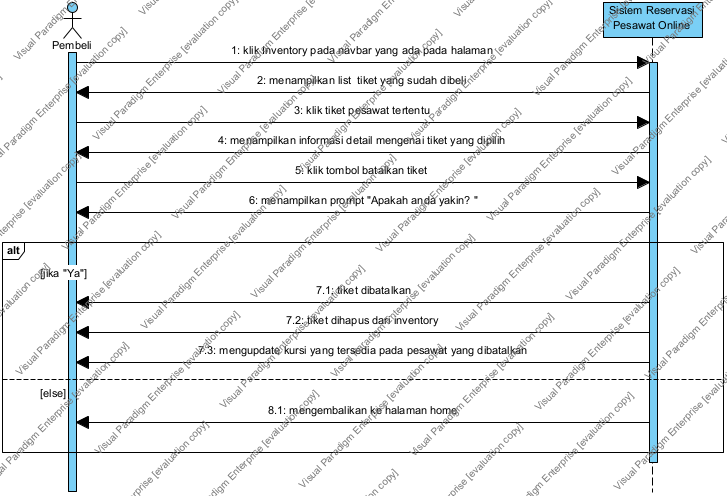 Sistem Reservasi
Pesawat Online
Pembeli
1: klik Inventory pada navbar yang ada pada halaman
2: menampilkan list tiket yang sudah dibeli
3: klik tiket pesawat tertentu
4: menampilkan informasi detail mengenai tiket yang dipilih
5: klik tombol batalkan tiket
6: menampilkan prompt "Apakah anda yakin? "
alt
[jika "Ya"]
7.1: tiket dibatalkan
7.2: tiket dihapus dari inventory
7.3: mengupdate kursi yang tersedia pada pesawat yang dibatalkan
[else]
8.1: mengembalikan ke halaman home
Visual Paradigm Enterprise [evaluation copy]